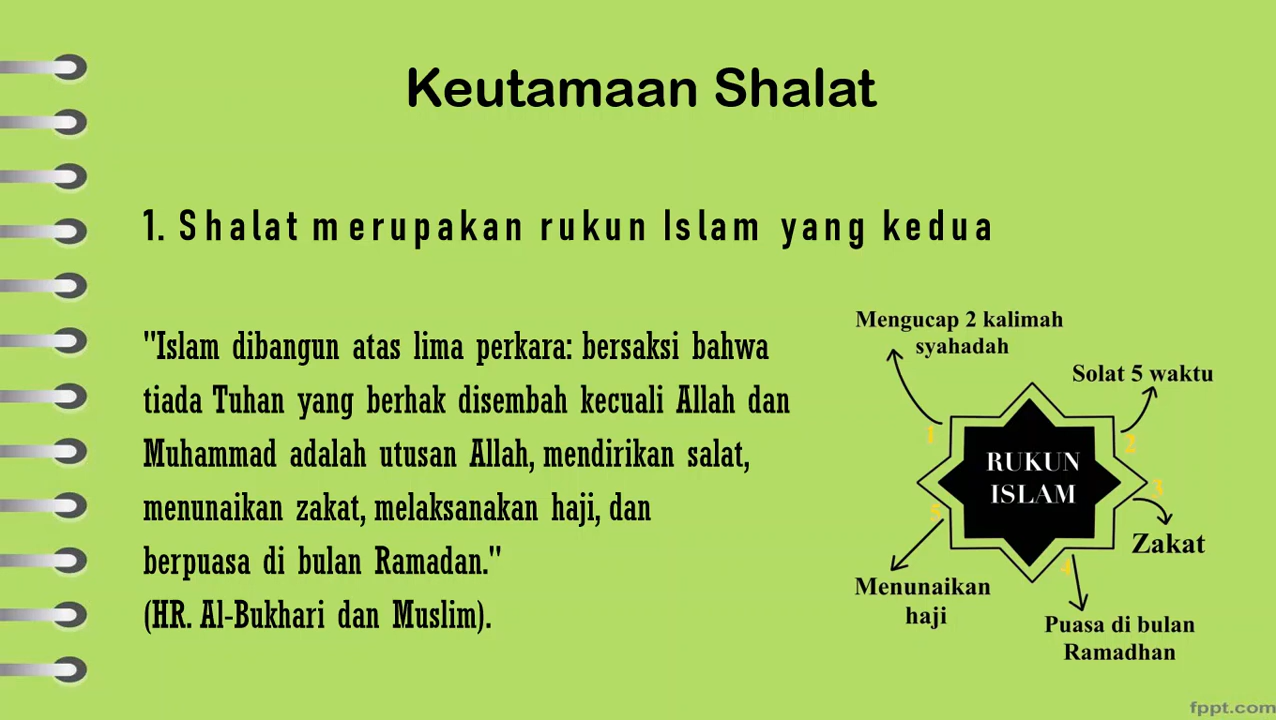 Keutamaan Shalat
1. Shalat merupakan rukun Islam yang kedua
"Islam dibangun atas lima perkara: bersaksi bahwa
tiada Tuhan yang berhak disembah kecuali Allah dan
Muhammad adalah utusan Allah, mendirikan salat,
menunaikan zakat, melaksanakan haji, dan
berpuasa di bulan Ramadan."
(HR. Al-Bukhari dan Muslim).
Mengucap 2 kalimah
syahadah
Solat 5 waktu
1
2
RUKUN
ISLAM
3
5
Zakat
4
Menunaikan
haji
Puasa di bulan
Ramadhan
fppt.com